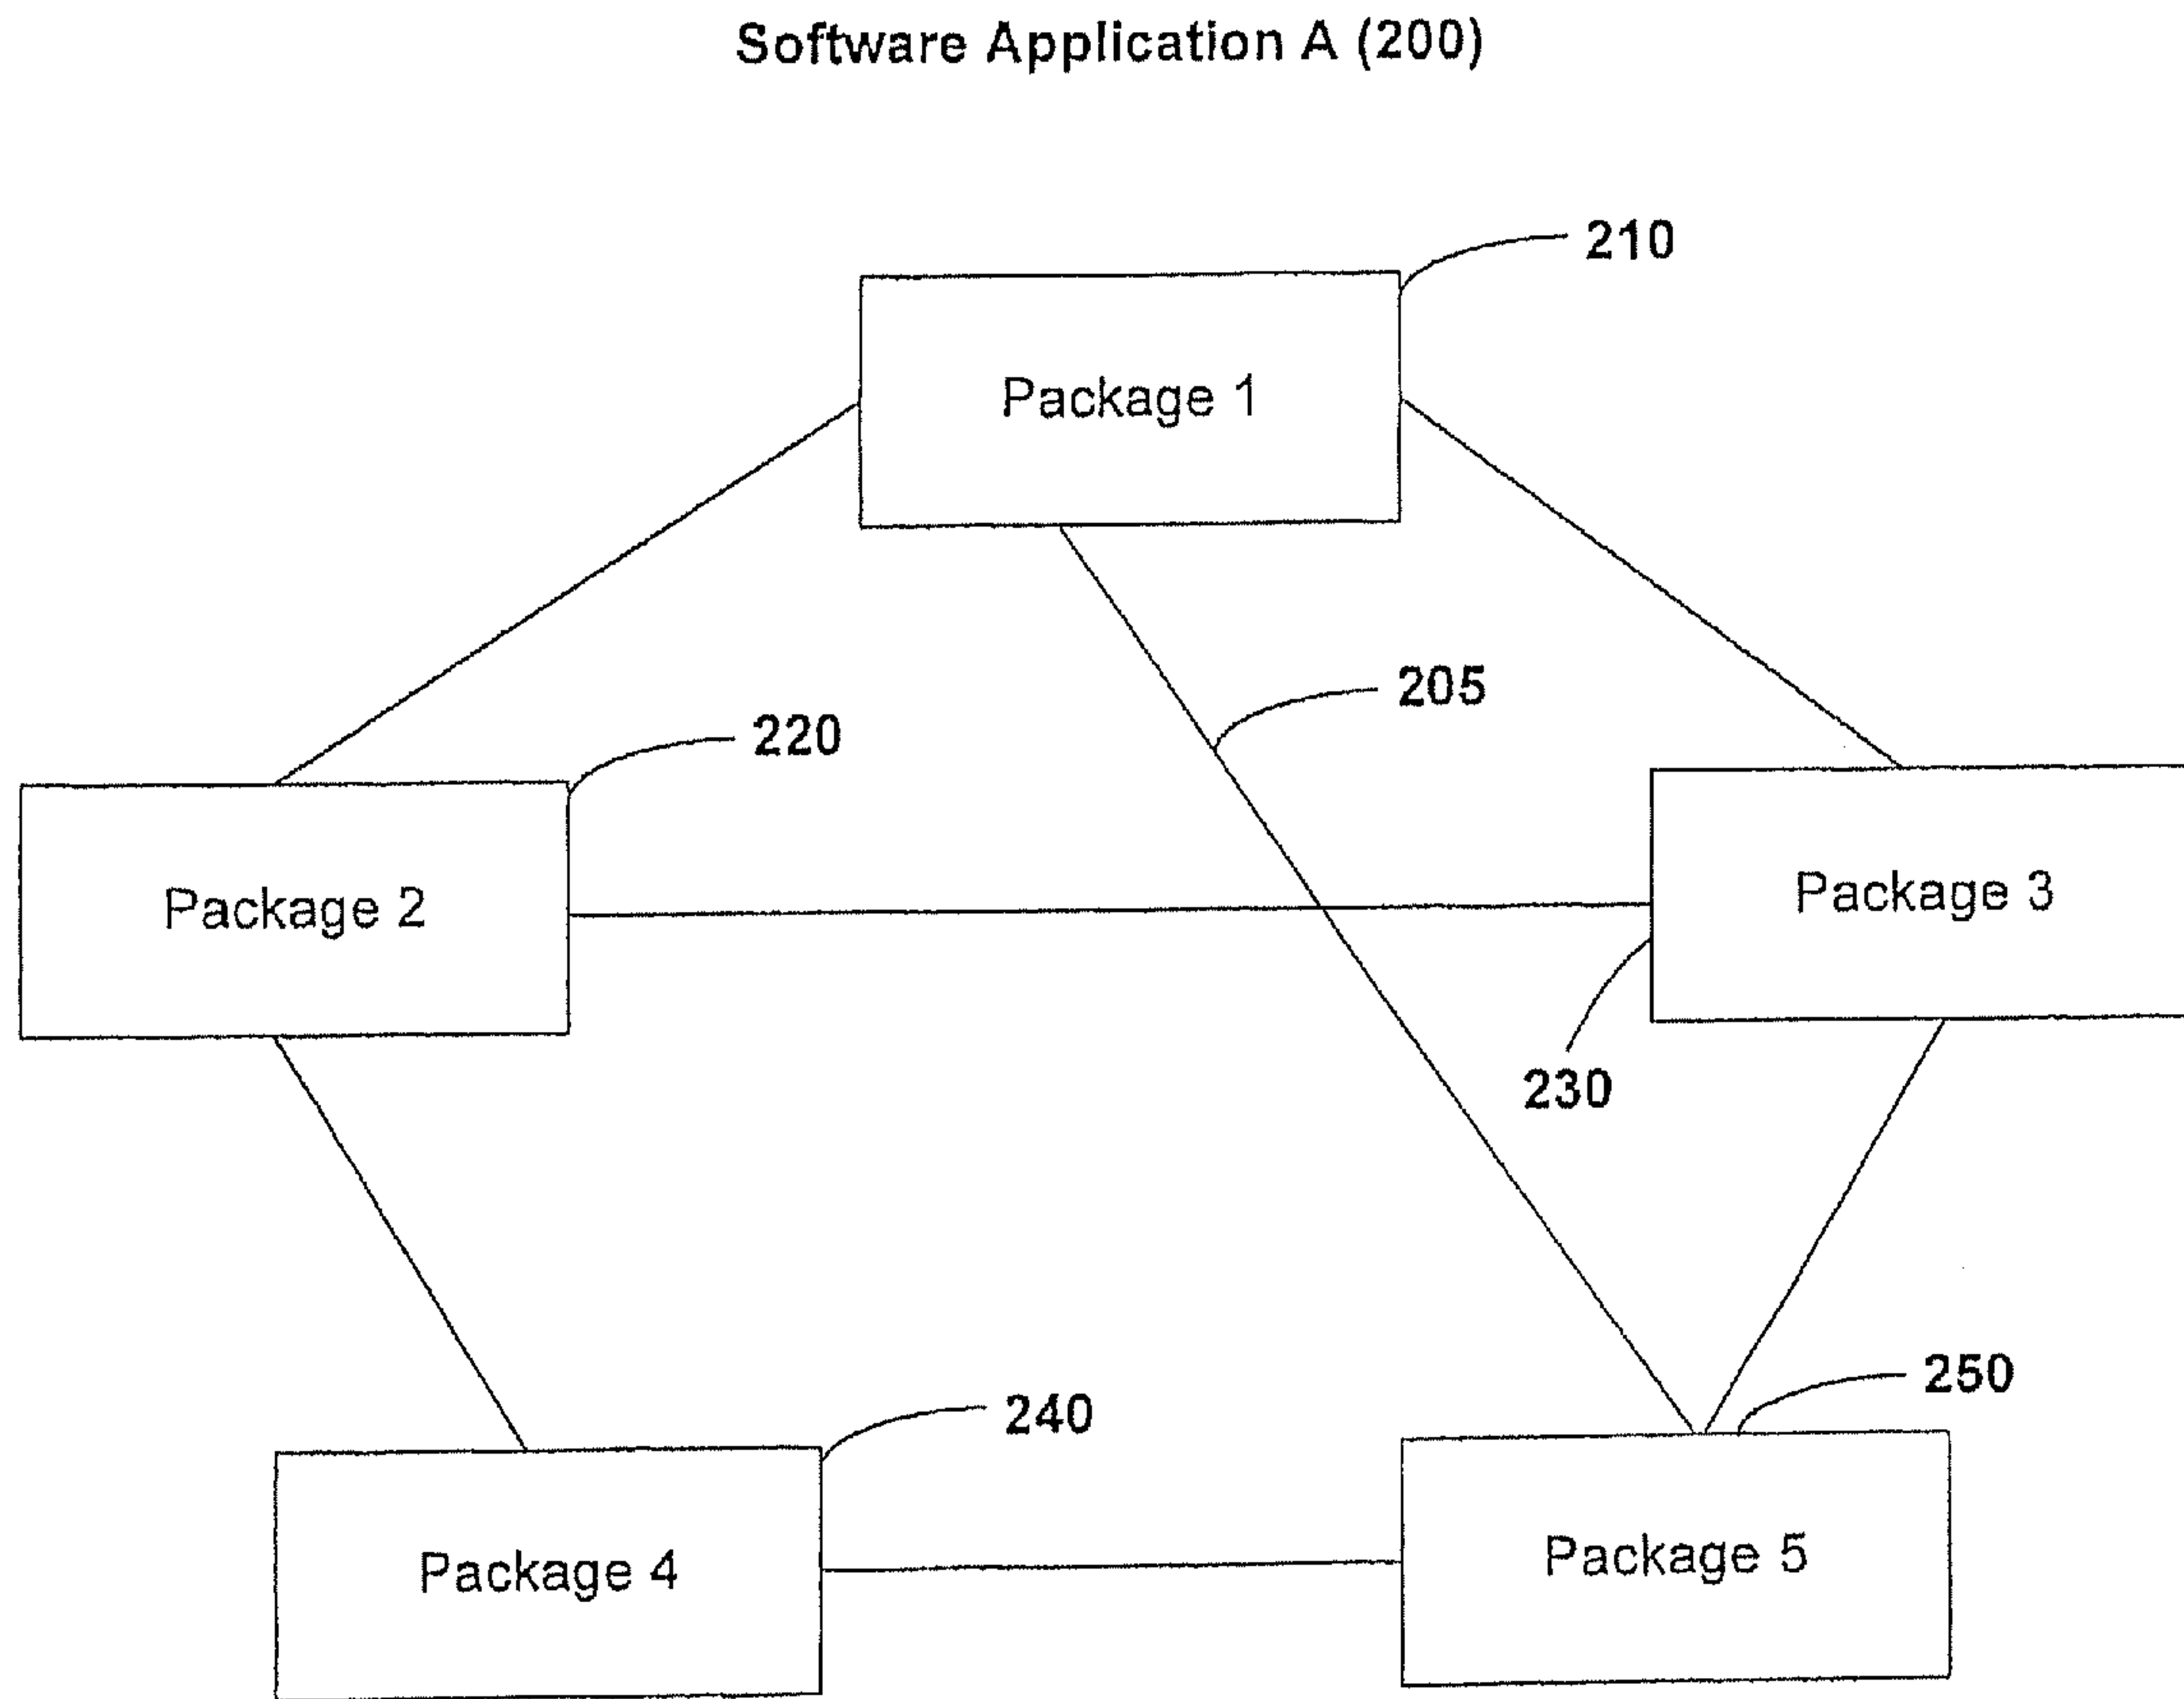 Software Application A (200)
210
Package 1
205
220
Package 2
Package 3
230
240
250
Package 4
Package 5